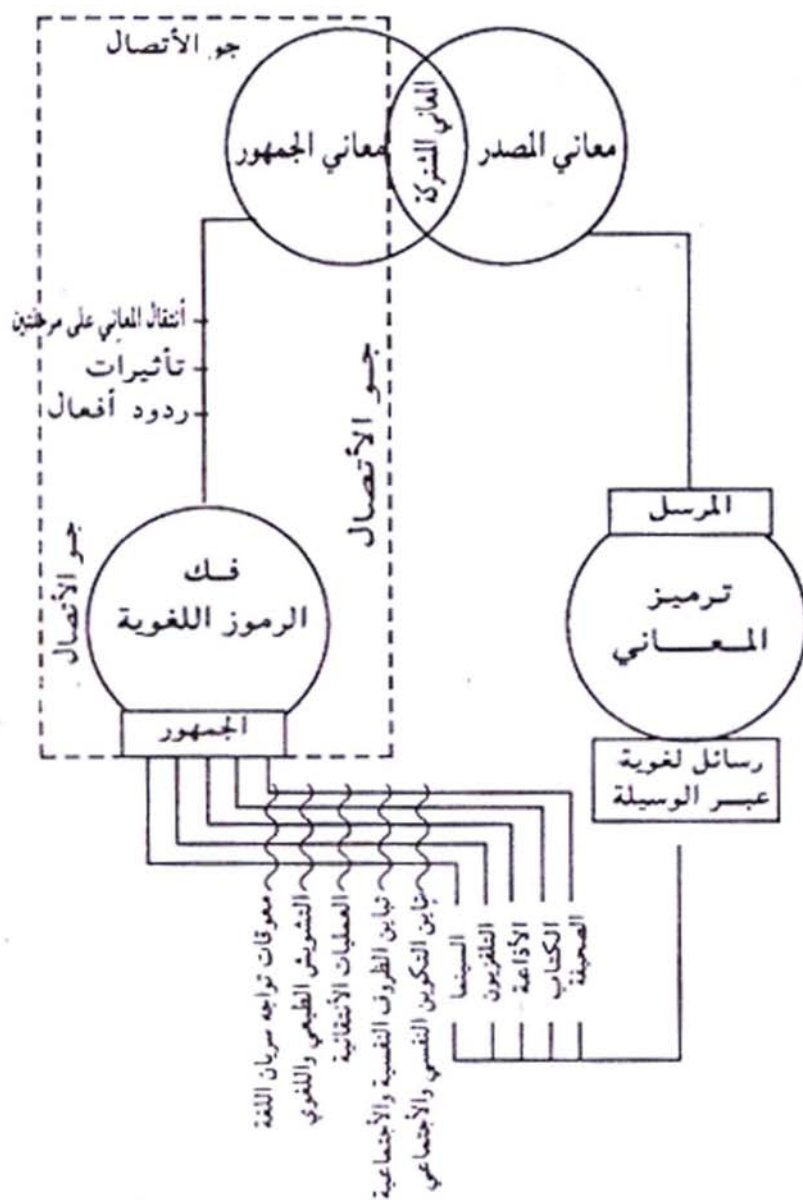 جو الأتصال
معاني المصدر
المعاني المشتركة
معاني الجمهور
أنتقال المعاني على مرحلتين
تأثيرات
ردود أفعال
جو الأتصال
جو الأتصال
المرسل
ترميز
المعاني
رسائل لغوية
عبر الوسيلة
فك
الرموز اللغوية
الجمهور
الصحيفة
الكتاب
الأذاعة
التلفزيون
السينما
تباين التكوين النفسي والأجتماعي
تباين الظروف النفسية والأجتماعية
العمليات الأنتقائية
التشويش الطبعي واللغوي
معوقات تواجه سريان اللغة